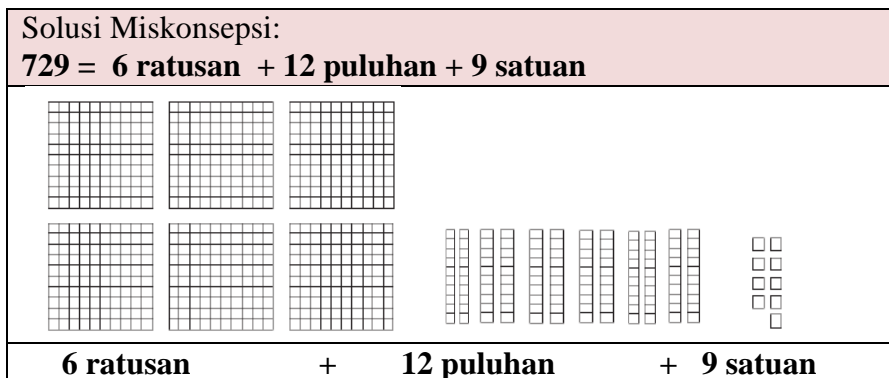 Solusi Miskonsepsi:
729 = 6 ratusan + 12 puluhan + 9 satuan
6 ratusan + 12 puluhan + 9 satuan